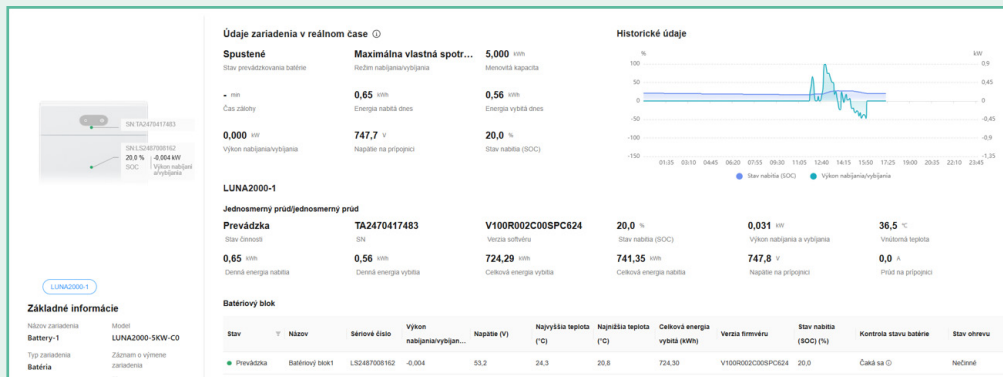 SN:TA2470417483
SN:LS2487008162
20,0 % -0,004 kW
SOC Výkon nabíjani a/vybíjania
LUNA2000-1
Základné informácie
Názov zariadenia Model
Battery-1 LUNA2000-5KW-C0
Typ zariadenia Záznam o výmene zariadenia
Batéria
Údaje zariadenia v reálnom čase
Spustené Maximálna vlastná spotr... 5,000 kWh
Stav prevádzkovania batérie Režim nabíjania/vybíjania Menovitá kapacita
- min 0,65 kWh 0,56 kWh
Čas zálohy Energia nabitá dnes Energia vybitá dnes
0,000 kW 747,7 V 20,0 %
Výkon nabíjania/vybíjania Napätie na prípojnici Stav nabitia (SOC)
Historické údaje
% kW
100 0,9
50 0,45
0 0
-50 -0,45
-100 -0,9
-150 -1,35
01:35 03:10 04:45 06:20 07:55 09:30 11:05 12:40 14:15 15:50 17:25 19:00 20:35 22:10 23:45
Stav nabitia (SOC) Výkon nabíjania/vybíjania
LUNA2000-1
Jednosmerný prúd/jednosmerný prúd
Prevádzka TA2470417483 V100R002C00SPC624 20,0 % 0,031 kW 36,5 °C
Stav činnosti SN Verzia softvéru Stav nabitia (SOC) Výkon nabíjania a vybíjania Vnútorná teplota
0,65 kWh 0,56 kWh 724,29 kWh 741,35 kWh 747,8 V 0,0 A
Denná energia nabitia Denná energia vybitia Celková energia vybitia Celková energia nabitia Napätie na prípojnici Prúd na prípojnici
Batériový blok
Stav Názov Sériové číslo Výkon nabíjania/vybíjan... Napätie (V) Najvyššia teplota (°C) Najnižšia teplota (°C) Celková energia vybitá (kWh) Verzia firmvéru Stav nabitia (SOC) (%) Kontrola stavu batérie Stav ohrevu
Prevádzka Batériový blok1 LS2487008162 -0,004 53,2 24,3 20,8 724,30 V100R002C00SPC624 20,0 Čaká sa Nečinné